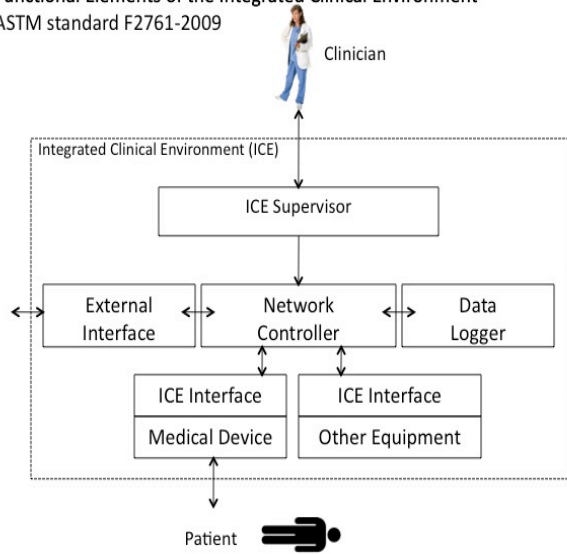 Functional Elements of the Integrated Clinical Environment
ASTM standard F2761-2009
Clinician
Integrated Clinical Environment (ICE)
ICE Supervisor
External
Interface
Network
Controller
Data
Logger
ICE Interface
Medical Device
ICE Interface
Other Equipment
Patient